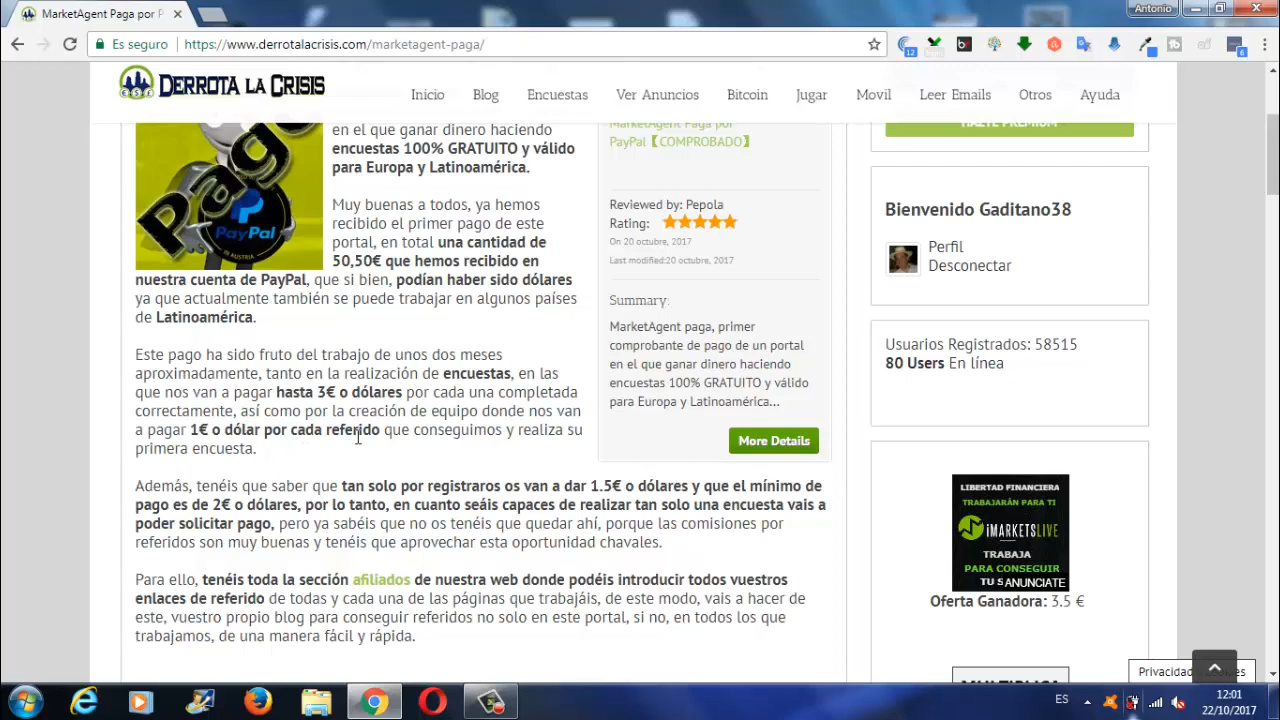 MarketAgent Paga por P
Antonio
Es seguro
https://www.derrotalacrisis.com/marketagent-paga/
12
6
DERROTA LA CRISIS
Inicio
Blog
Encuestas
Ver Anuncios
Bitcoin
Jugar
Movil
Leer Emails
Otros
Ayuda
Pago
PayPal
IN AUSTRIA
en el que ganar dinero haciendo
encuestas 100% GRATUITO y válido
para Europa y Latinoamérica.
Muy buenas a todos, ya hemos
recibido el primer pago de este
portal, en total una cantidad de
50,50€ que hemos recibido en
nuestra cuenta de PayPal, que si bien, podían haber sido dólares
ya que actualmente también se puede trabajar en algunos países
de Latinoamérica.
Este pago ha sido fruto del trabajo de unos dos meses
aproximadamente, tanto en la realización de encuestas, en las
que nos van a pagar hasta 3€ o dólares por cada una completada
correctamente, así como por la creación de equipo donde nos van
a pagar 1€ o dólar por cada referido que conseguimos y realiza su
primera encuesta.
Además, tenéis que saber que tan solo por registraros os van a dar 1.5€ o dólares y que el mínimo de
pago es de 2€ o dólares, por lo tanto, en cuanto seáis capaces de realizar tan solo una encuesta vais a
poder solicitar pago, pero ya sabéis que no os tenéis que quedar ahí, porque las comisiones por
referidos son muy buenas y tenéis que aprovechar esta oportunidad chavales.
Para ello, tenéis toda la sección afiliados de nuestra web donde podéis introducir todos vuestros
enlaces de referido de todas y cada una de las páginas que trabajáis, de este modo, vais a hacer de
este, vuestro propio blog para conseguir referidos no solo en este portal, si no, en todos los que
trabajamos, de una manera fácil y rápida.
MarketAgent Paga por
PayPal【COMPROBADO】
Reviewed by: Pepola
Rating:
On 20 octubre, 2017
Last modified:20 octubre, 2017
Summary:
MarketAgent paga, primer
comprobante de pago de un portal
en el que ganar dinero haciendo
encuestas 100% GRATUITO y válido
para Europa y Latinoamérica...
More Details
HAZTE PREMIUM
Bienvenido Gaditano38
Perfil
Desconectar
Usuarios Registrados: 58515
80 Users En línea
LIBERTAD FINANCIERA
TRABAJARÁN PARA TI
iMARKETSLIVE
TRABAJA
PARA CONSEGUIR
TU S ANUNCIATE
Oferta Ganadora: 3.5 €
Privacidad
ES
12:01
22/10/2017